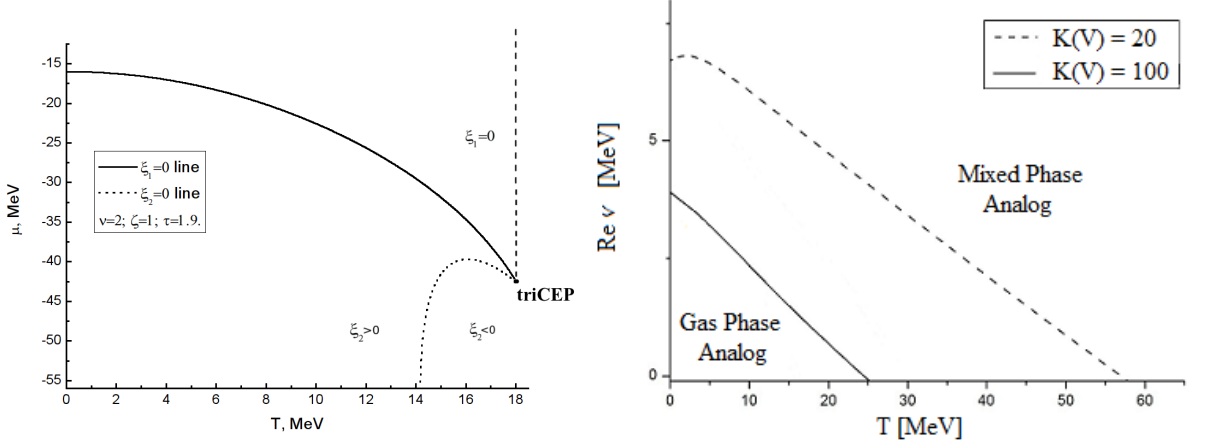 μ, MeV
-15
-20
-25
-30
-35
-40
-45
-50
-55
0 2 4 6 8 10 12 14 16 18
T, MeV
ξ₁=0 line
ξ₂=0 line
ν=2; ζ=1; τ=1.9.
ξ₁=0
triCEP
ξ₂>0
ξ₂<0
Re ν [MeV]
5
0
0 10 20 30 40 50 60
T [MeV]
K(V) = 20
K(V) = 100
Mixed Phase
Analog
Gas Phase
Analog